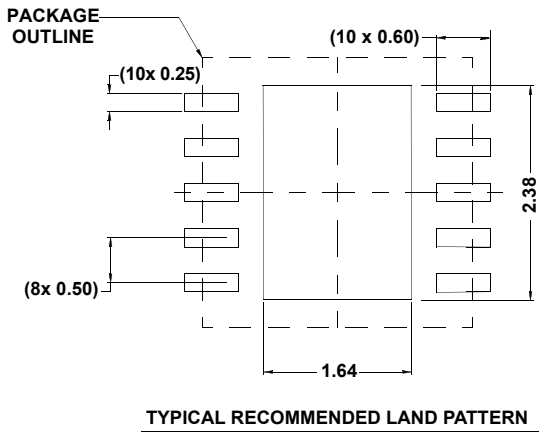 PACKAGE
OUTLINE
(10 x 0.60)
(10x 0.25)
2.38
(8x 0.50)
1.64
TYPICAL RECOMMENDED LAND PATTERN